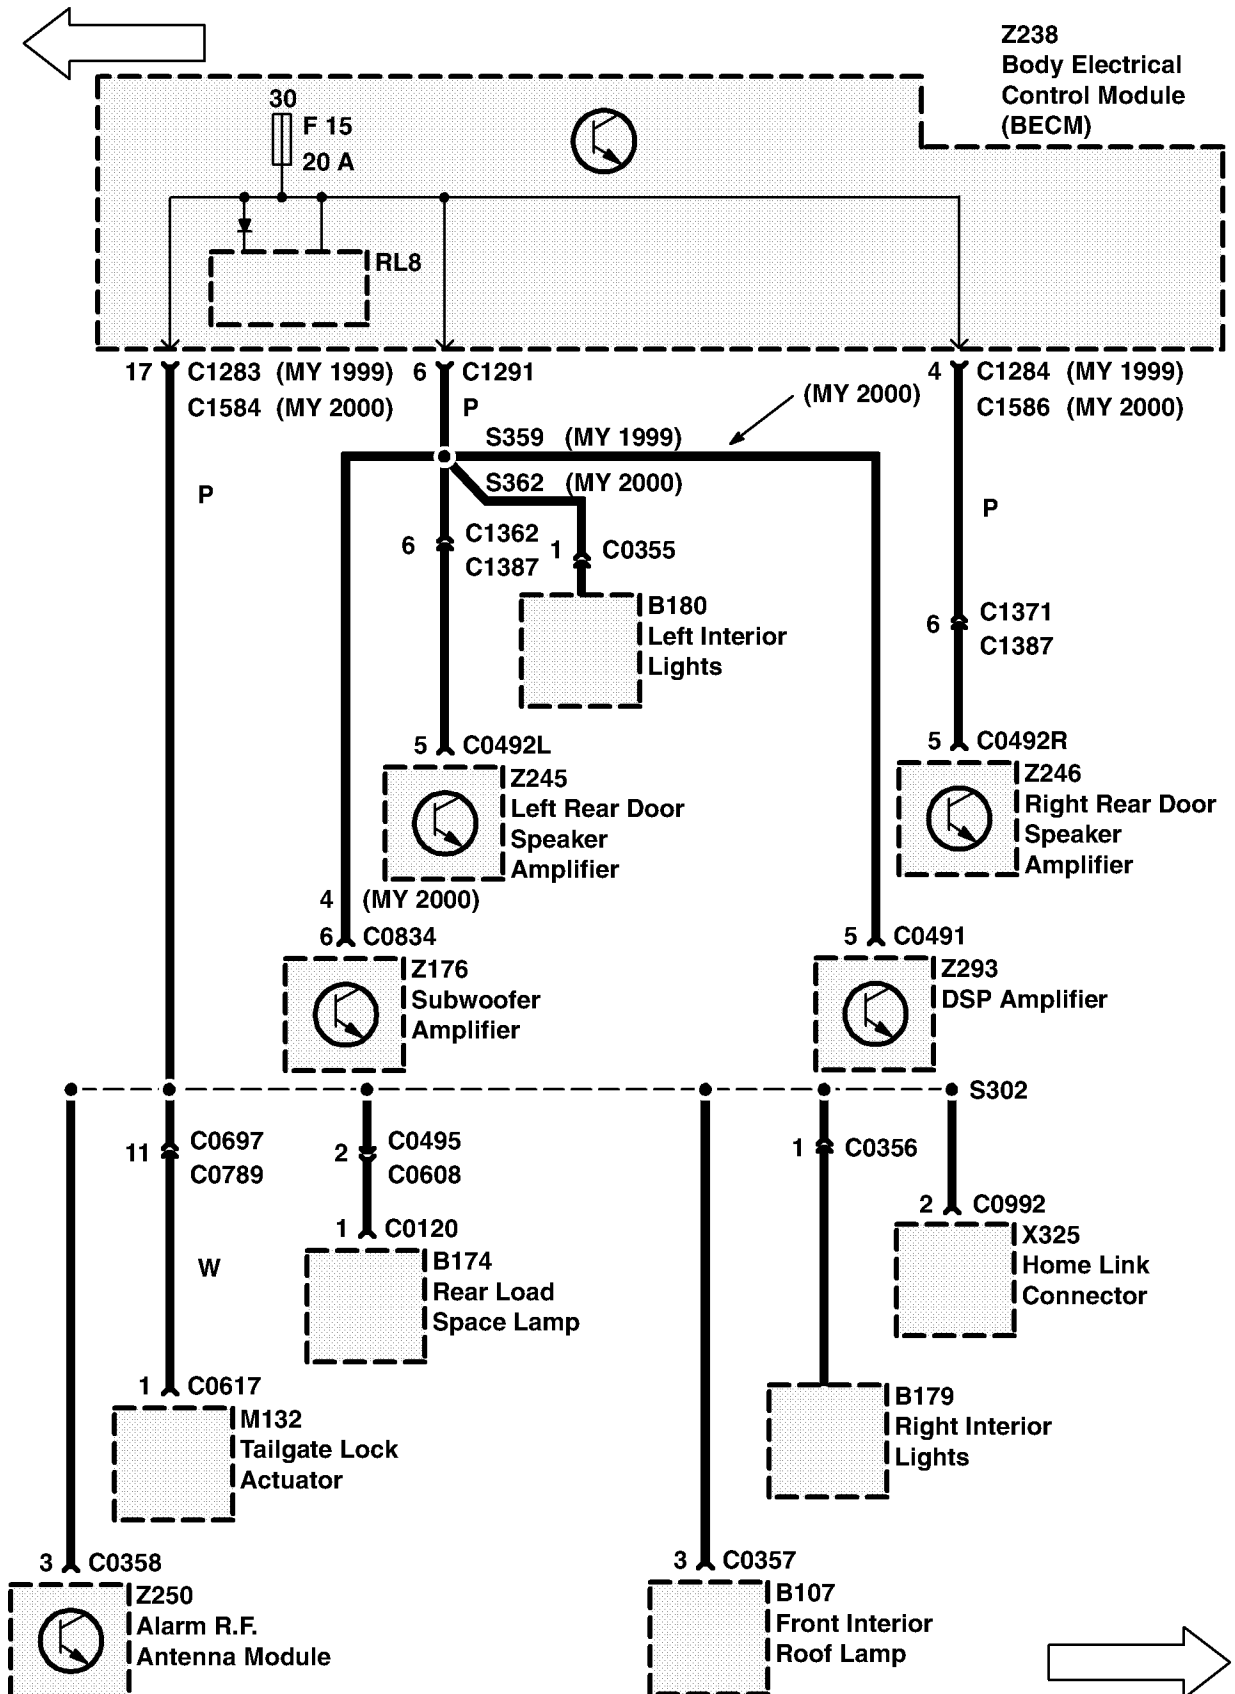 Z238
Body Electrical
Control Module
(BECM)
30
F 15
20 A
RL8
17 C1283 (MY 1999)
C1584 (MY 2000)
6 C1291
P
4 C1284 (MY 1999)
C1586 (MY 2000)
(MY 2000)
S359 (MY 1999)
S362 (MY 2000)
P
P
6 C1362
C1387
1 C0355
B180
Left Interior
Lights
6 C1371
C1387
5 C0492L
Z245
Left Rear Door
Speaker
Amplifier
5 C0492R
Z246
Right Rear Door
Speaker
Amplifier
4 (MY 2000)
6 C0834
Z176
Subwoofer
Amplifier
5 C0491
Z293
DSP Amplifier
S302
11 C0697
C0789
2 C0495
C0608
1 C0356
2 C0992
X325
Home Link
Connector
1 C0120
B174
Rear Load
Space Lamp
W
1 C0617
M132
Tailgate Lock
Actuator
B179
Right Interior
Lights
3 C0358
Z250
Alarm R.F.
Antenna Module
3 C0357
B107
Front Interior
Roof Lamp